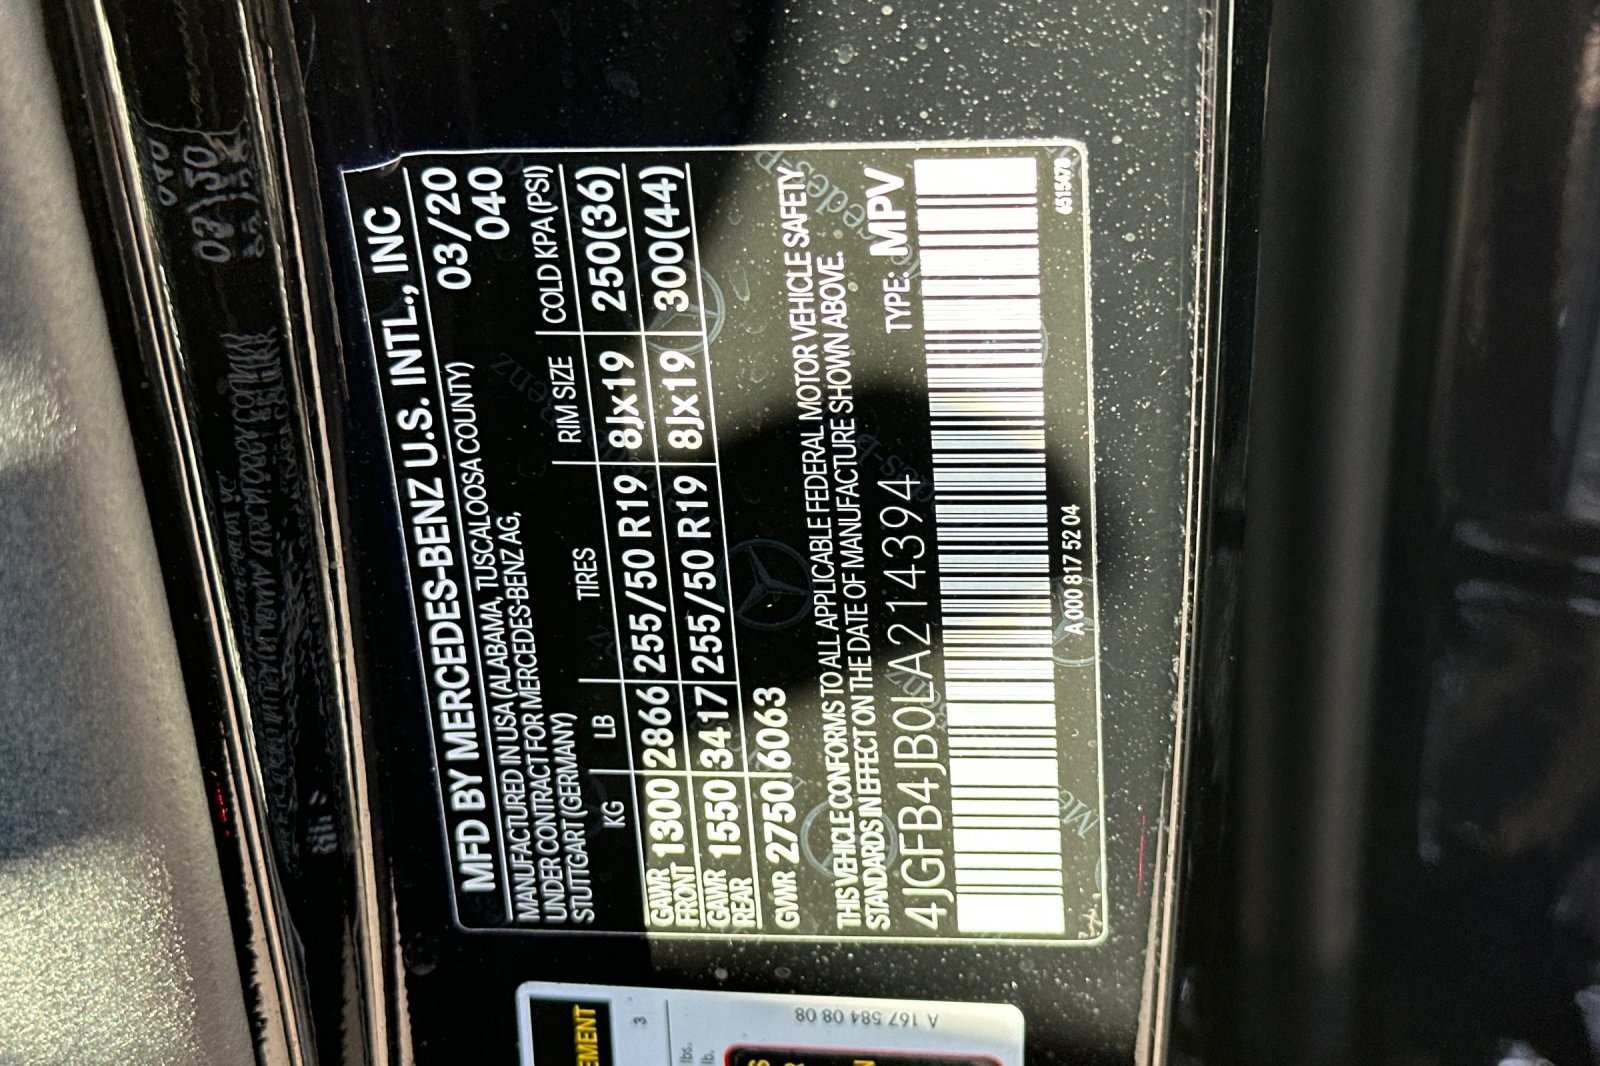 MFD BY MERCEDES-BENZ U.S. INTL., INC
MANUFACTURED IN USA (ALABAMA, TUSCALOOSA COUNTY) 03/20
UNDER CONTRACT FOR MERCEDES-BENZ AG, 040
STUTTGART (GERMANY)
KG LB TIRES RIM SIZE COLD KPA (PSI)
GAWR FRONT 1300 2866 255/50 R19 8Jx19 250(36)
GAWR REAR 1550 3417 255/50 R19 8Jx19 300(44)
GVWR 2750 6063
THIS VEHICLE CONFORMS TO ALL APPLICABLE FEDERAL MOTOR VEHICLE SAFETY
STANDARDS IN EFFECT ON THE DATE OF MANUFACTURE SHOWN ABOVE.
4JGFB4JB0LA214394 TYPE: MPV
A 000 817 52 04
A 167 584 08 08
EMENT
3
lbs.
lb.